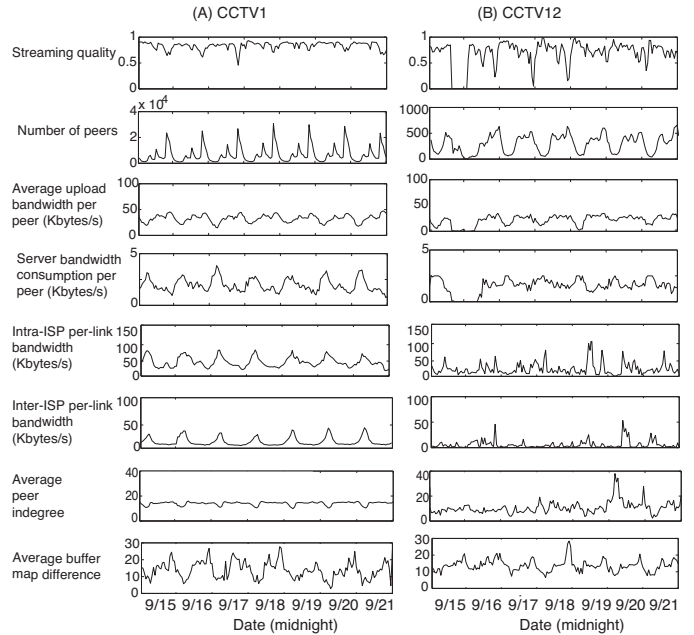 (A) CCTV1
(B) CCTV12
Streaming quality
1
0.5
0
1
0.5
0
Number of peers
x 10^4
4
2
0
1000
500
0
Average upload
bandwidth per
peer (Kbytes/s)
100
50
0
100
50
0
Server bandwidth
consumption per
peer (Kbytes/s)
5
0
5
0
Intra-ISP per-link
bandwidth
(Kbytes/s)
150
100
50
0
150
100
50
0
Inter-ISP per-link
bandwidth
(Kbytes/s)
100
50
0
100
50
0
Average
peer
indegree
40
20
0
40
20
0
Average buffer
map difference
30
20
10
0
30
20
10
0
9/15 9/16 9/17 9/18 9/19 9/20 9/21
9/15 9/16 9/17 9/18 9/19 9/20 9/21
Date (midnight)
Date (midnight)